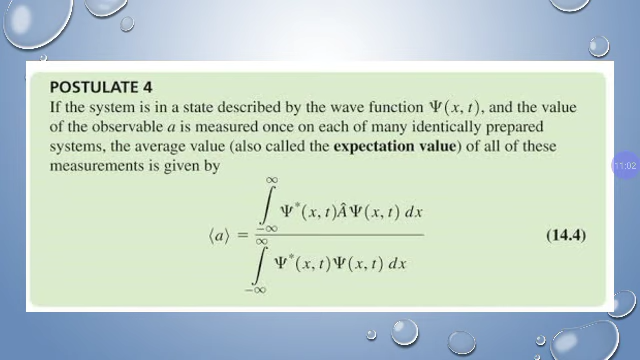 POSTULATE 4
If the system is in a state described by the wave function Ψ(x, t), and the value
of the observable a is measured once on each of many identically prepared
systems, the average value (also called the expectation value) of all of these
measurements is given by
∞
∫ Ψ*(x, t)ÂΨ(x, t) dx
−∞
⟨a⟩ = (14.4)
∞
∫ Ψ*(x, t)Ψ(x, t) dx
−∞
11:02